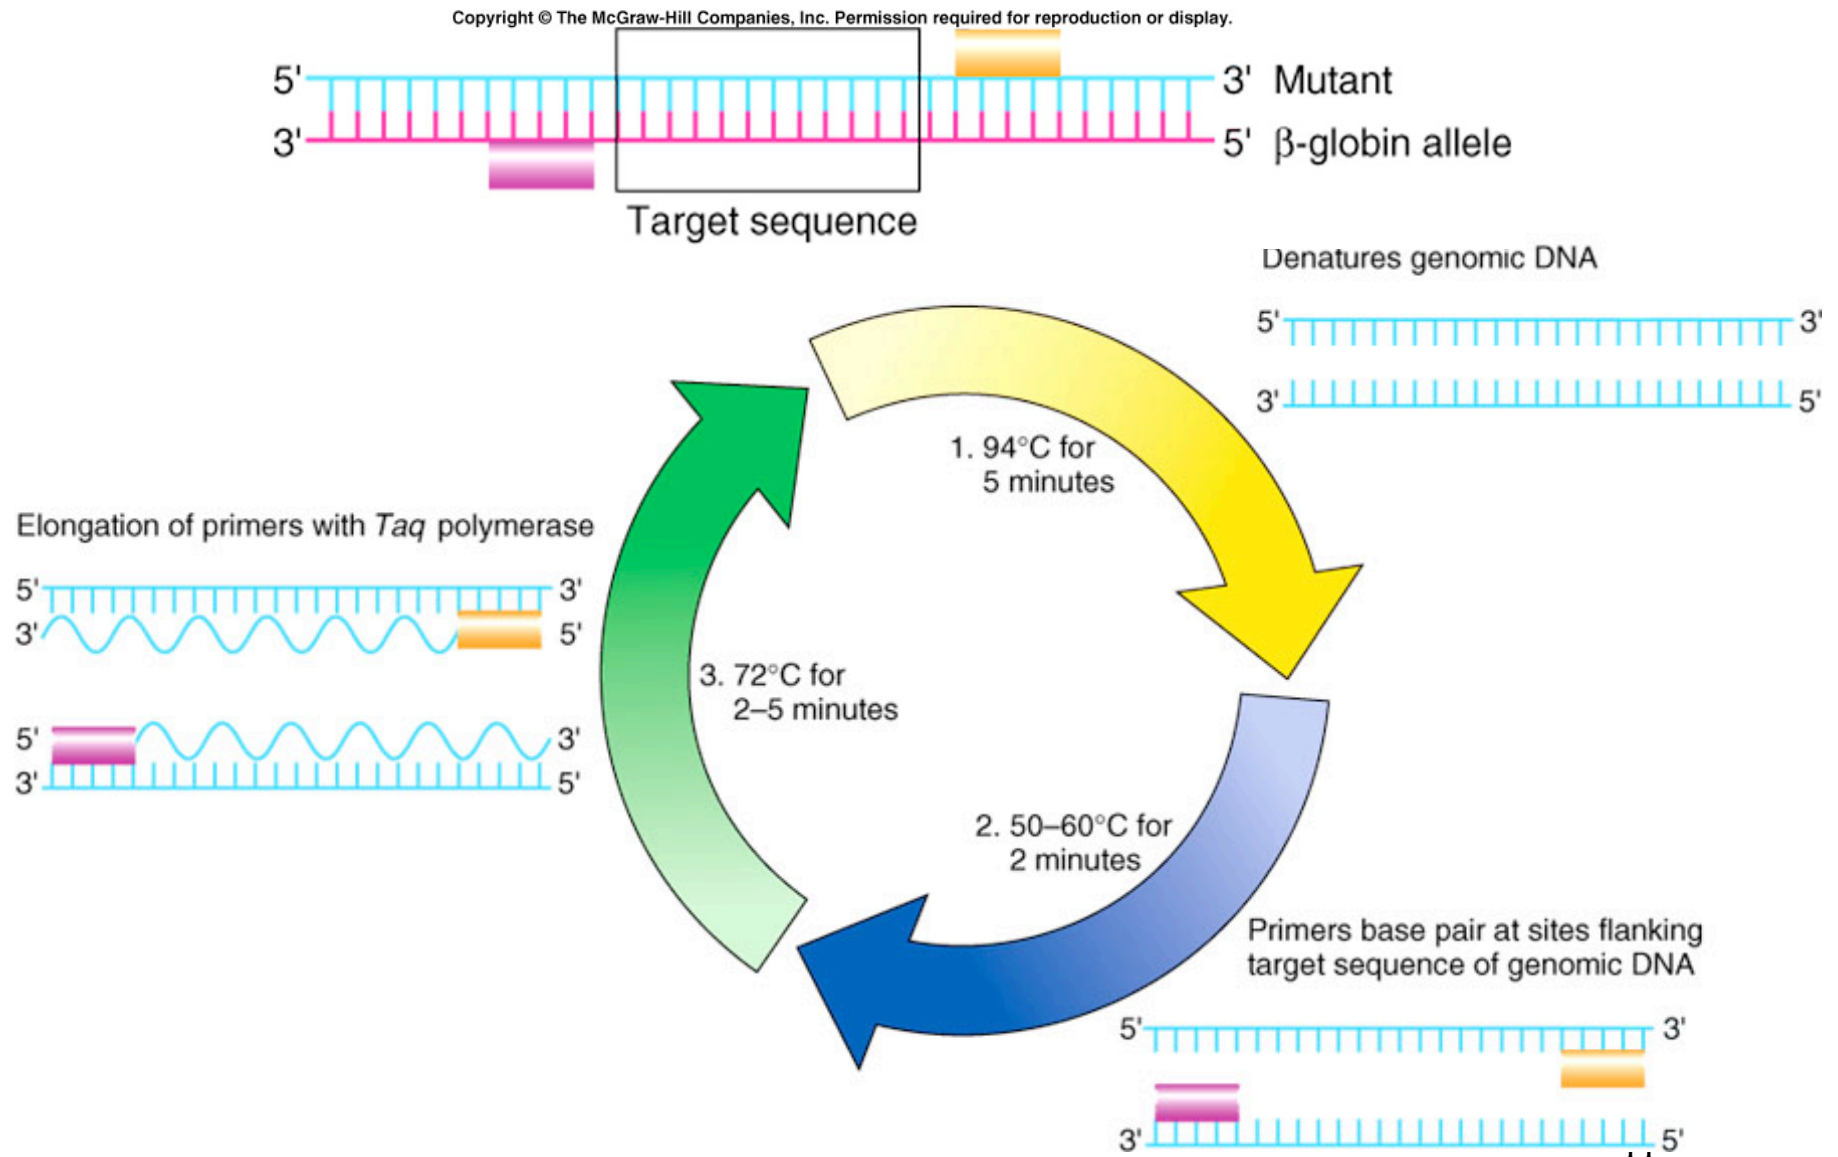 Copyright © The McGraw-Hill Companies, Inc. Permission required for reproduction or display.
5' 3' Mutant
3' 5' β-globin allele
Target sequence
Denatures genomic DNA
5' 3'
3' 5'
1. 94°C for
5 minutes
Elongation of primers with Taq polymerase
5' 3'
3' 5'
5' 3'
3' 5'
3. 72°C for
2–5 minutes
2. 50–60°C for
2 minutes
Primers base pair at sites flanking
target sequence of genomic DNA
5' 3'
3' 5'